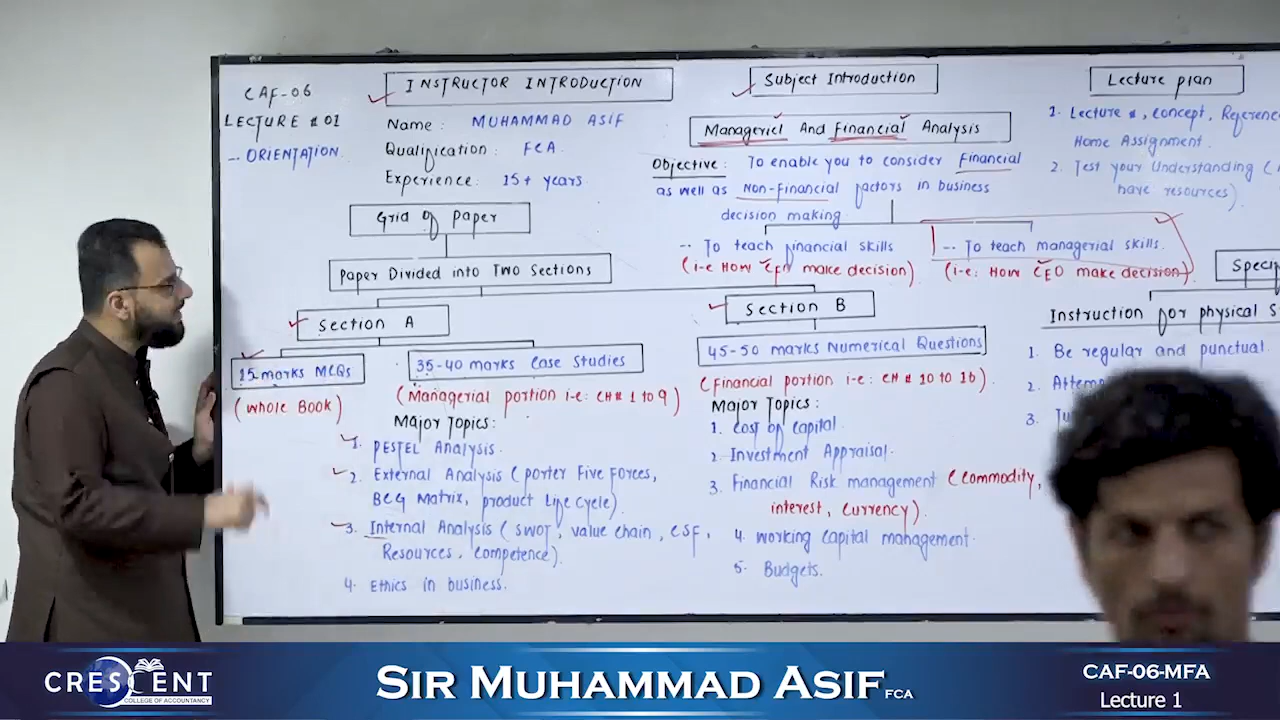 CAF-06
LECTURE # 01
-- ORIENTATION
INSTRUCTOR INTRODUCTION
Name: MUHAMMAD ASIF
Qualification: FCA
Experience: 15+ years
Grid of Paper
Paper Divided into Two Sections
Section A
15 marks MCQs
(Whole Book)
35-40 marks Case Studies
(Managerial portion i-e: CH# 1 to 9)
Major Topics:
1. PESTEL Analysis.
2. External Analysis (porter Five Forces,
BCG Matrix, product Life Cycle).
3. Internal Analysis (SWOT, value chain, CSF,
Resources, Competence).
4. Ethics in business.
Subject Introduction
Managerial And Financial Analysis
Objective: To enable you to consider Financial
as well as Non-Financial factors in business
decision making.
-- To teach financial skills
(i-e How CFO make decision)
-- To teach managerial skills.
(i-e: How CEO make decision)
Section B
45-50 marks Numerical Questions
(Financial portion i-e: CH # 10 to 16).
Major Topics:
1. Cost of capital.
2. Investment Appraisal.
3. Financial Risk management (Commodity,
interest, Currency).
4. Working Capital management.
5. Budgets.
Lecture plan
1. Lecture #, concept, Reference
Home Assignment.
2. Test your Understanding (
have resources).
Speci
Instruction for physical S
1. Be regular and punctual.
2. Attem
3. Tu
CRESCENT
COLLEGE OF ACCOUNTANCY
SIR MUHAMMAD ASIF FCA
CAF-06-MFA
Lecture 1